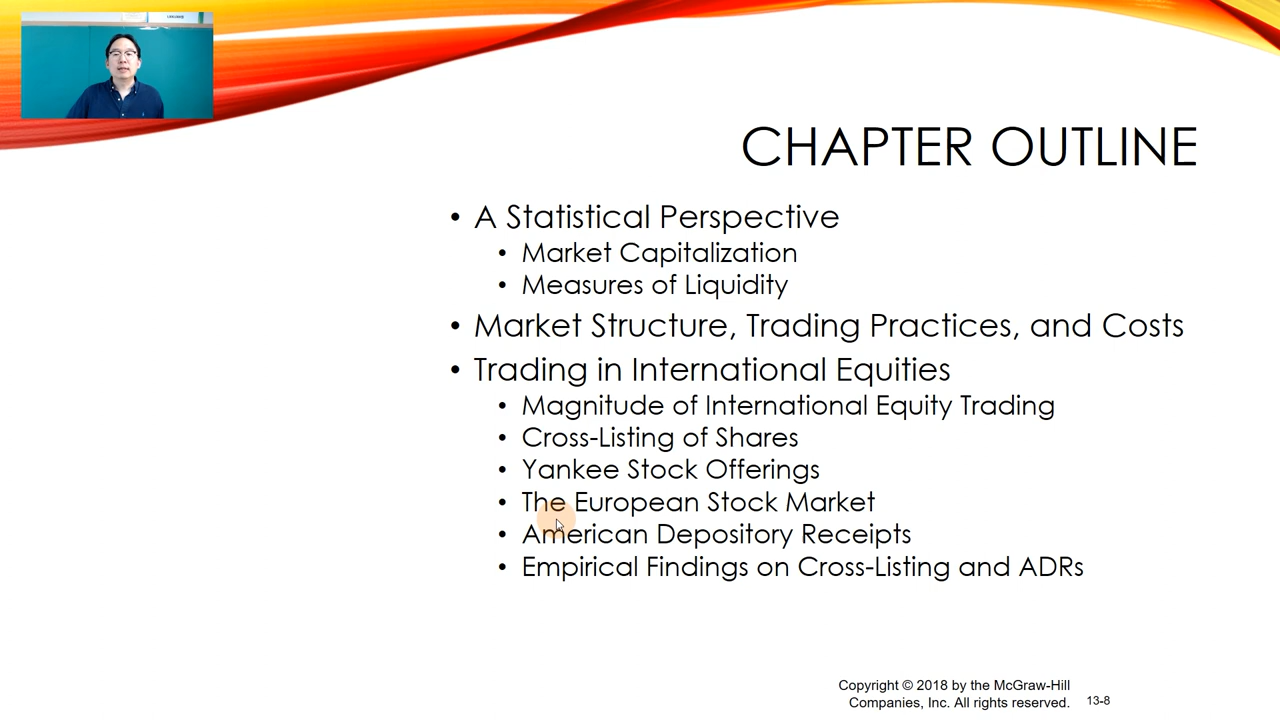 CHAPTER OUTLINE
• A Statistical Perspective
• Market Capitalization
• Measures of Liquidity
• Market Structure, Trading Practices, and Costs
• Trading in International Equities
• Magnitude of International Equity Trading
• Cross-Listing of Shares
• Yankee Stock Offerings
• The European Stock Market
• American Depository Receipts
• Empirical Findings on Cross-Listing and ADRs
Copyright © 2018 by the McGraw-Hill
Companies, Inc. All rights reserved.
13-8